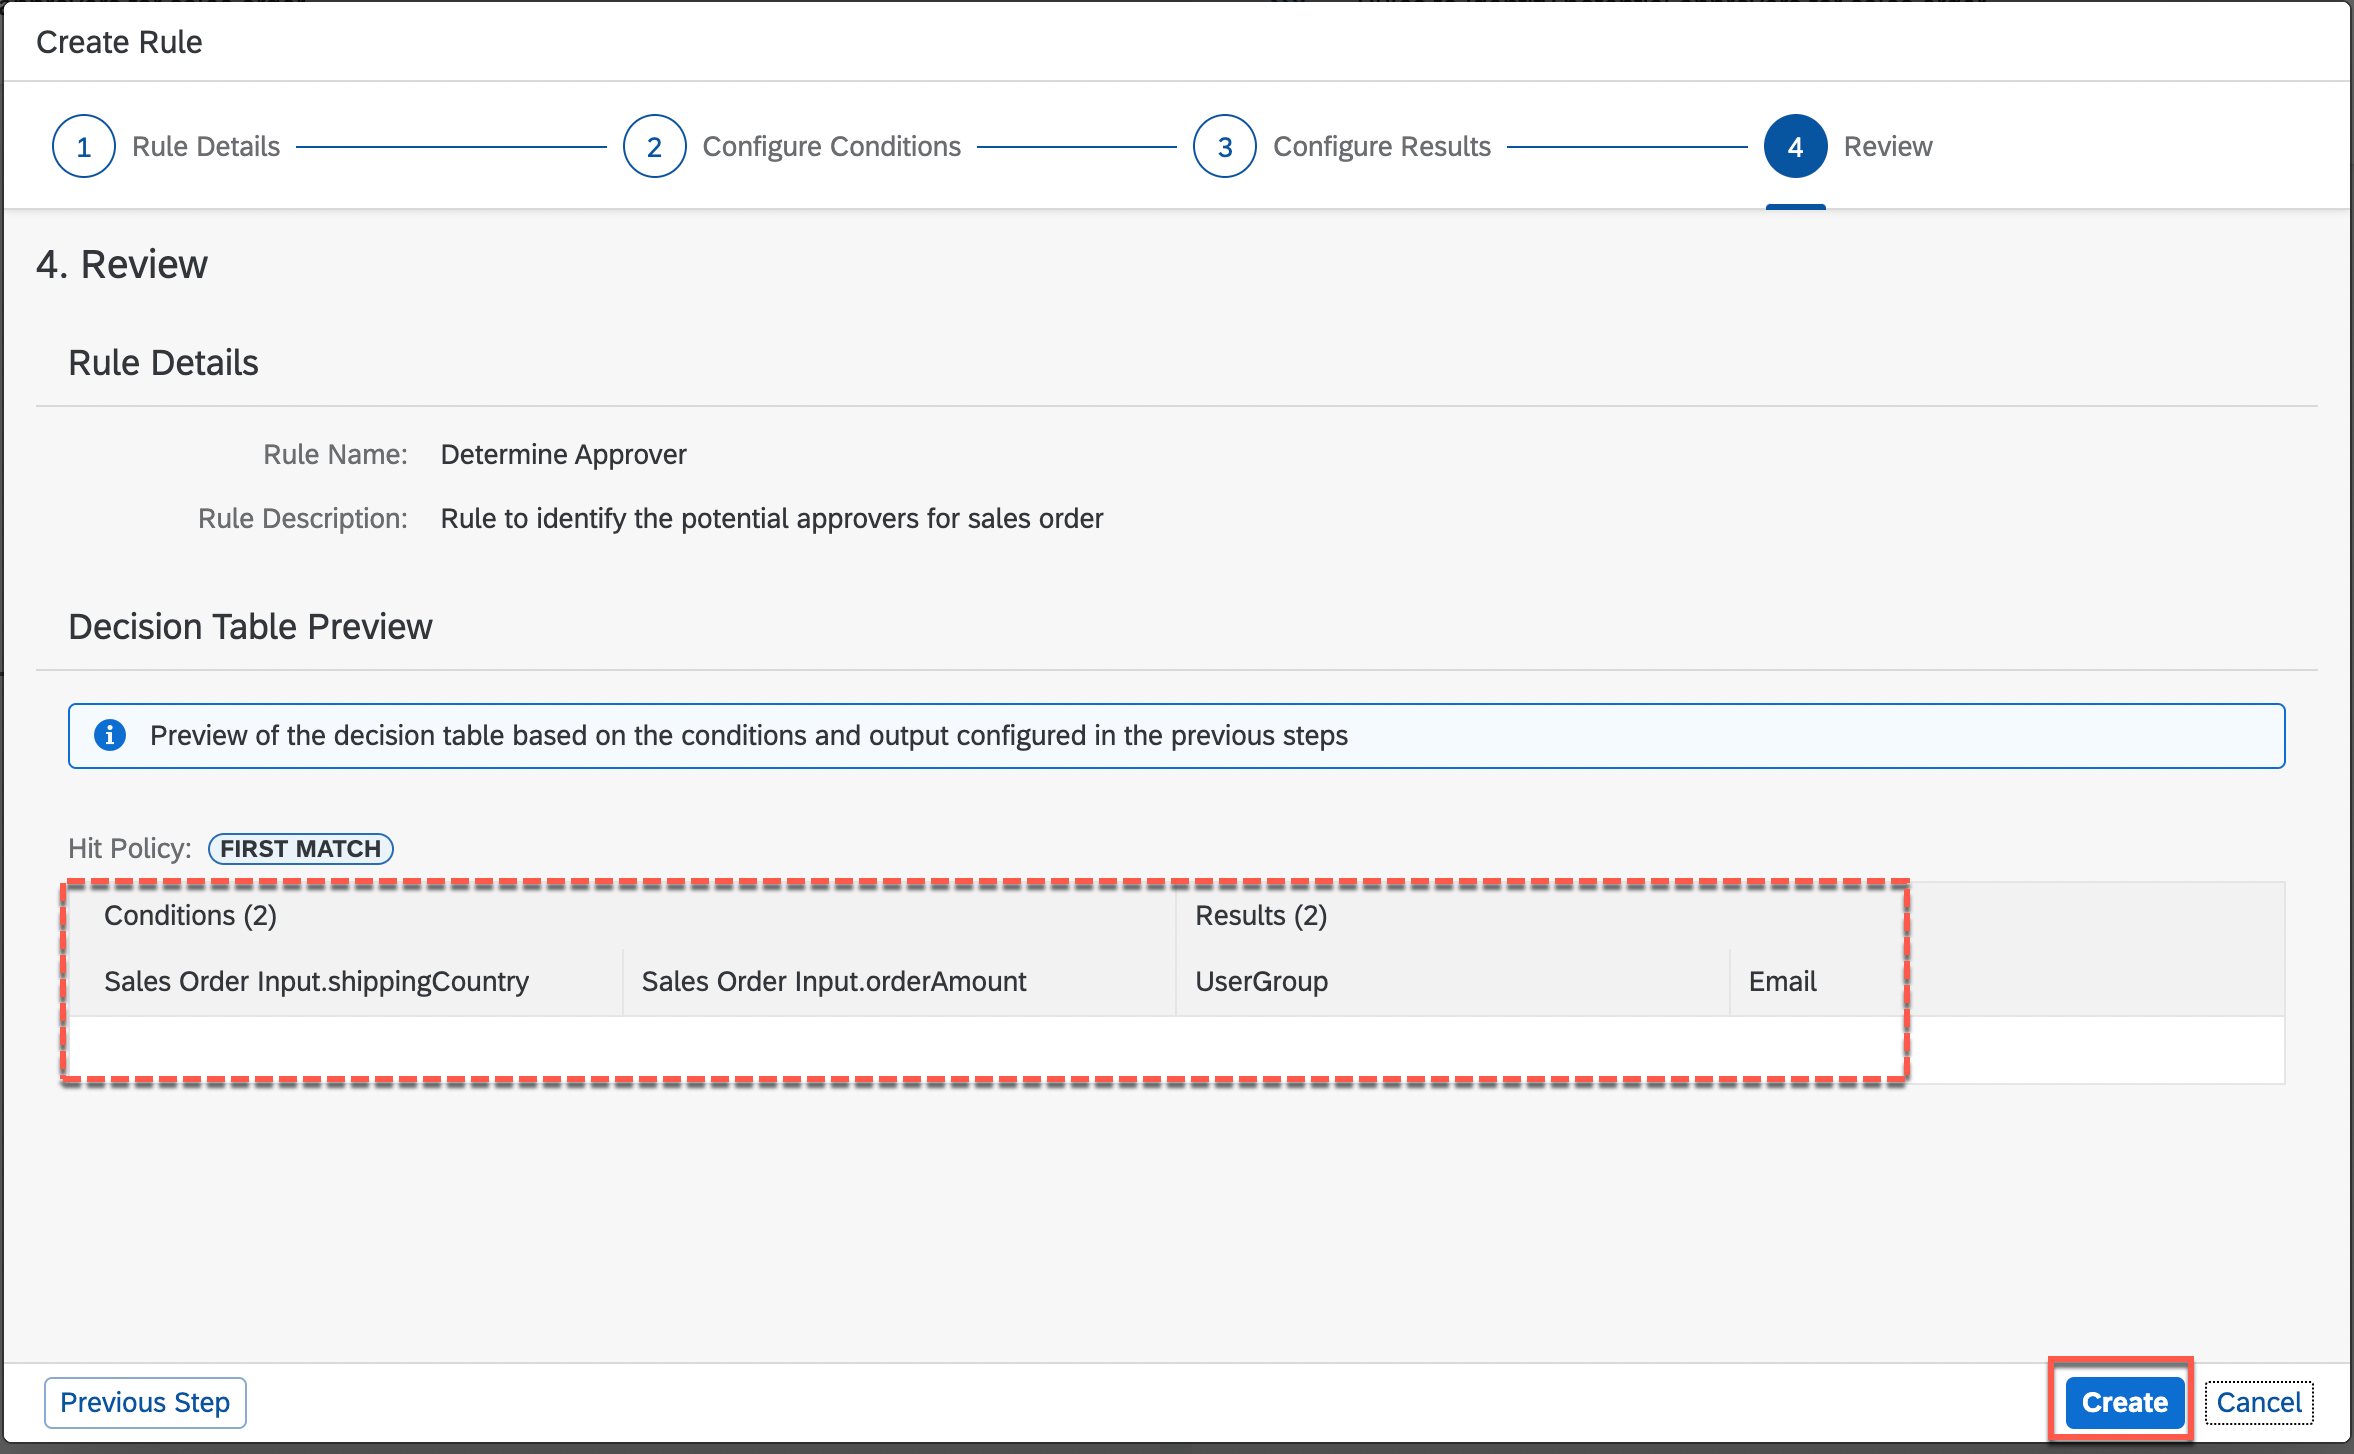 Create Rule
1 Rule Details 2 Configure Conditions 3 Configure Results 4 Review
4. Review
Rule Details
Rule Name: Determine Approver
Rule Description: Rule to identify the potential approvers for sales order
Decision Table Preview
Preview of the decision table based on the conditions and output configured in the previous steps
Hit Policy: FIRST MATCH
Conditions (2) Results (2)
Sales Order Input.shippingCountry Sales Order Input.orderAmount UserGroup Email
Previous Step Create Cancel